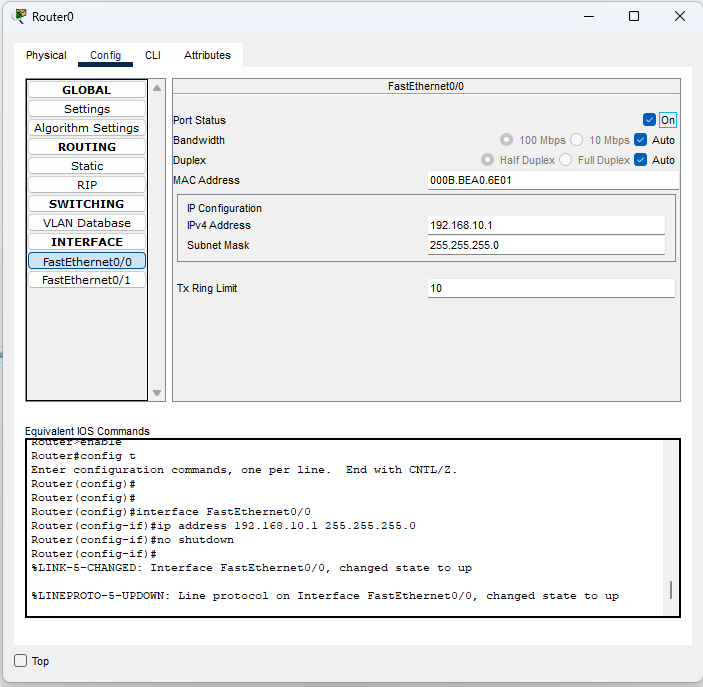 Router0
Physical Config CLI Attributes
GLOBAL
Settings
Algorithm Settings
ROUTING
Static
RIP
SWITCHING
VLAN Database
INTERFACE
FastEthernet0/0
FastEthernet0/1
FastEthernet0/0
Port Status On
Bandwidth 100 Mbps 10 Mbps Auto
Duplex Half Duplex Full Duplex Auto
MAC Address 000B.BEA0.6E01
IP Configuration
IPv4 Address 192.168.10.1
Subnet Mask 255.255.255.0
Tx Ring Limit 10
Equivalent IOS Commands
Router>enable
Router#config t
Enter configuration commands, one per line.  End with CNTL/Z.
Router(config)#
Router(config)#
Router(config)#interface FastEthernet0/0
Router(config-if)#ip address 192.168.10.1 255.255.255.0
Router(config-if)#no shutdown
Router(config-if)#
%LINK-5-CHANGED: Interface FastEthernet0/0, changed state to up
%LINEPROTO-5-UPDOWN: Line protocol on Interface FastEthernet0/0, changed state to up
Top